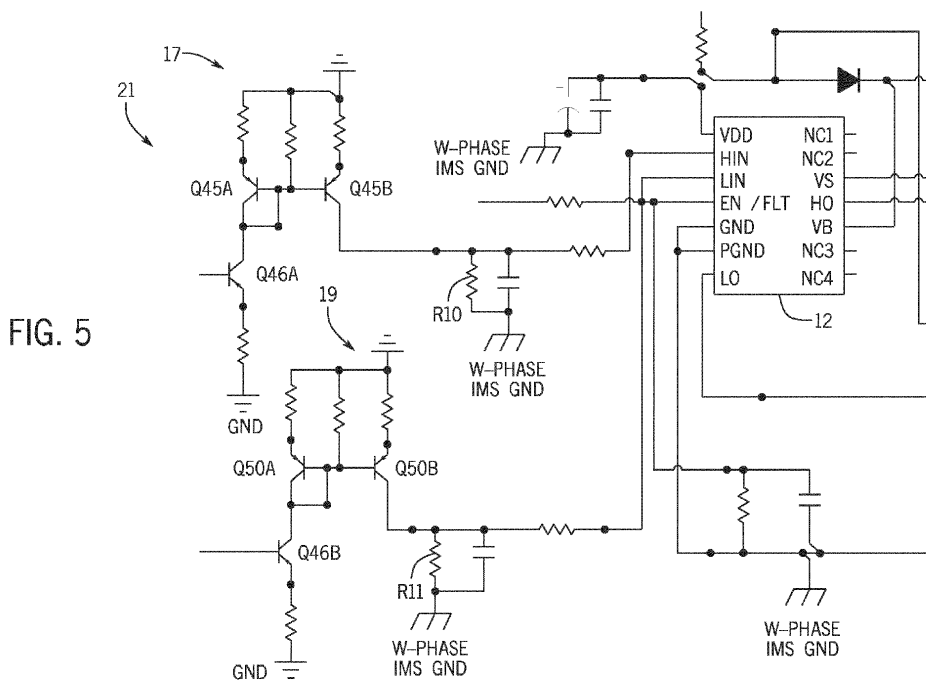 17
21
VDD
NC1
W–PHASE
IMS GND
HIN
NC2
LIN
VS
Q45A
Q45B
EN /FLT
HO
GND
VB
PGND
NC3
LO
NC4
Q46A
R10
19
12
FIG. 5
W–PHASE
IMS GND
GND
Q50A
Q50B
Q46B
R11
W–PHASE
IMS GND
W–PHASE
IMS GND
GND